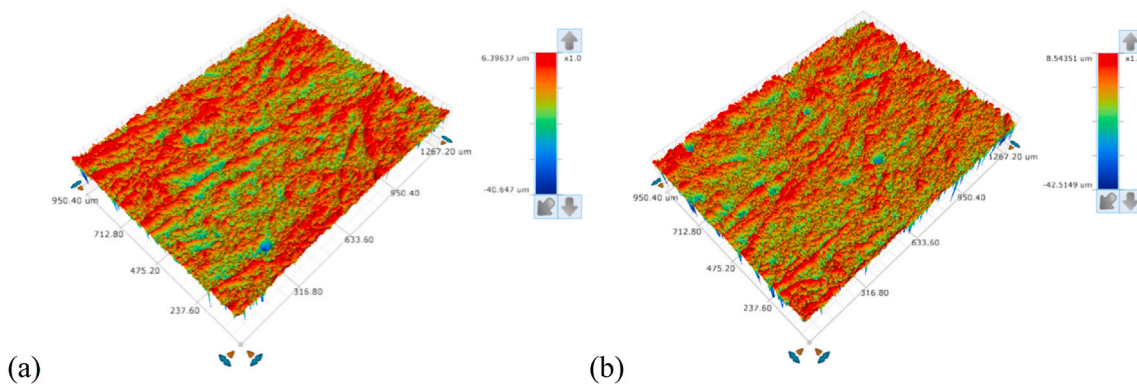 6.39637 um
x1.0
-40.647 um
1267.20 um
950.40
633.60
316.80
950.40 um
712.80
475.20
237.60
(a)
8.54351 um
x1.
-42.5149 um
1267.20 um
950.40
633.60
316.80
950.40 um
712.80
475.20
237.60
(b)